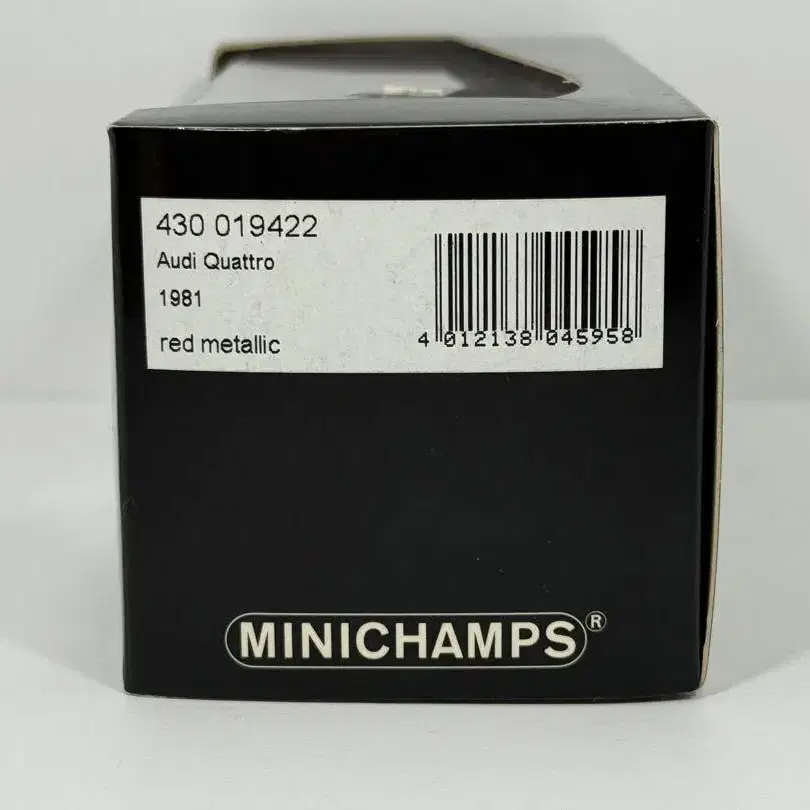 430 019422
Audi Quattro
1981
red metallic
4 012138 045958
MINICHAMPS®